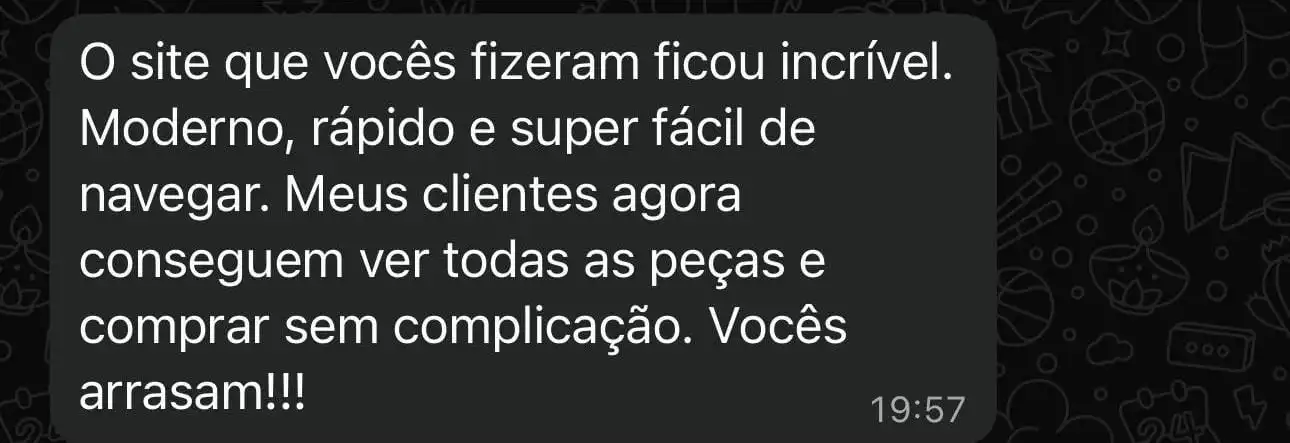 O site que vocês fizeram ficou incrível.
Moderno, rápido e super fácil de
navegar. Meus clientes agora
conseguem ver todas as peças e
comprar sem complicação. Vocês
arrasam!!!
19:57
24